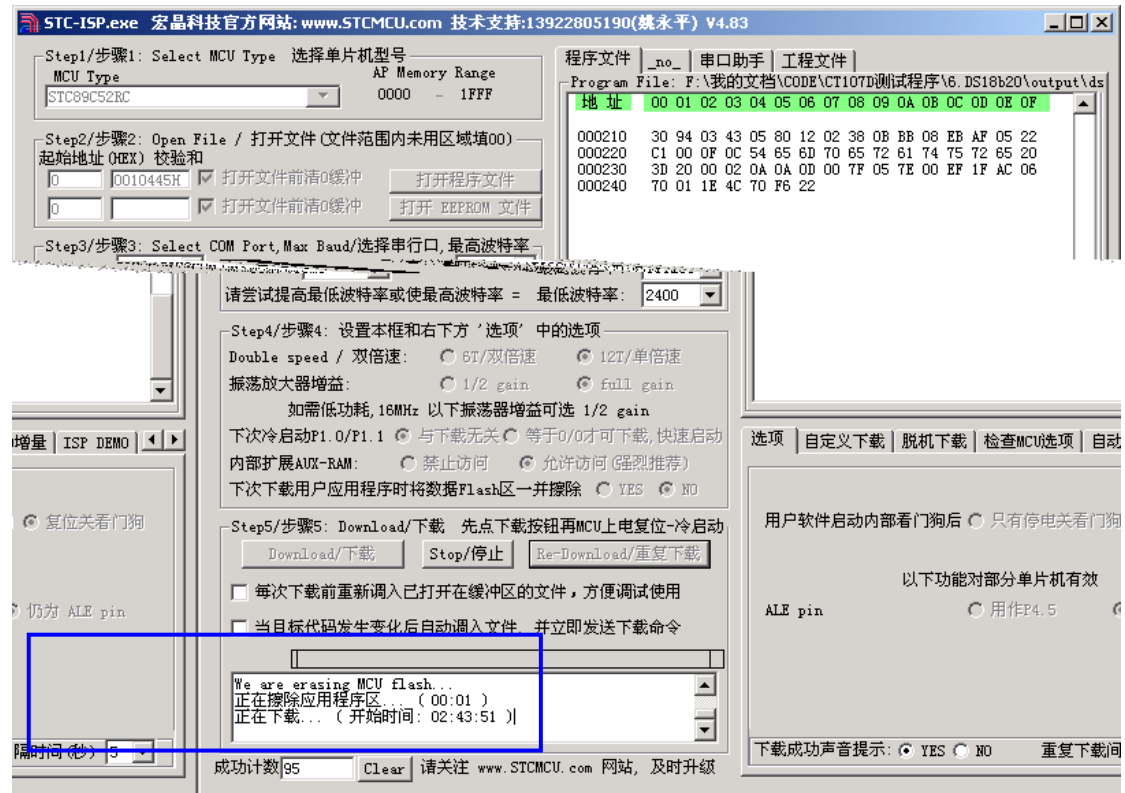 STC-ISP.exe 宏晶科技官方网站: www.STCMCU.com 技术支持:13922805190(姚永平) V4.83
Step1/步骤1: Select MCU Type 选择单片机型号
MCU Type AP Memory Range
STC89C52RC 0000 - 1FFF
Step2/步骤2: Open File / 打开文件(文件范围内未用区域填00)
起始地址(HEX) 校验和
0 0010445H 打开文件前清0缓冲 打开程序文件
0 打开文件前清0缓冲 打开 EEPROM 文件
Step3/步骤3: Select COM Port,Max Baud/选择串行口,最高波特率
程序文件 _no_ 串口助手 工程文件
Program File: F:\我的文档\CODE\CT107D测试程序\6.DS18b20\output\ds
地 址 00 01 02 03 04 05 06 07 08 09 0A 0B 0C 0D 0E 0F
000210 30 94 03 43 05 80 12 02 38 0B BB 08 EB AF 05 22
000220 C1 00 0F 0C 54 65 6D 70 65 72 61 74 75 72 65 20
000230 3D 20 00 02 0A 0A 0D 00 7F 05 7E 00 EF 1F AC 06
000240 70 01 1E 4C 70 F6 22
请尝试提高最低波特率或使最高波特率 = 最低波特率: 2400
Step4/步骤4: 设置本框和右下方 '选项' 中的选项
Double speed / 双倍速: 6T/双倍速 12T/单倍速
振荡放大器增益: 1/2 gain full gain
如需低功耗,16MHz 以下振荡器增益可选 1/2 gain
下次冷启动P1.0/P1.1 与下载无关 等于0/0才可下载,快速启动
内部扩展AUX-RAM: 禁止访问 允许访问(强烈推荐)
下次下载用户应用程序时将数据Flash区一并擦除 YES NO
Step5/步骤5: Download/下载 先点下载按钮再MCU上电复位-冷启动
Download/下载 Stop/停止 Re-Download/重复下载
每次下载前重新调入已打开在缓冲区的文件，方便调试使用
当目标代码发生变化后自动调入文件, 并立即发送下载命令
We are erasing MCU flash...
正在擦除应用程序区... ( 00:01 )
正在下载... ( 开始时间: 02:43:51 )
成功计数 95 Clear 请关注 www.STCMCU.com 网站, 及时升级
增量 ISP DEMO
复位关看门狗
仍为 ALE pin
隔时间(秒) 5
选项 自定义下载 脱机下载 检查MCU选项 自动
用户软件启动内部看门狗后 只有停电关看门狗
以下功能对部分单片机有效
ALE pin 用作P4.5
下载成功声音提示: YES NO 重复下载间